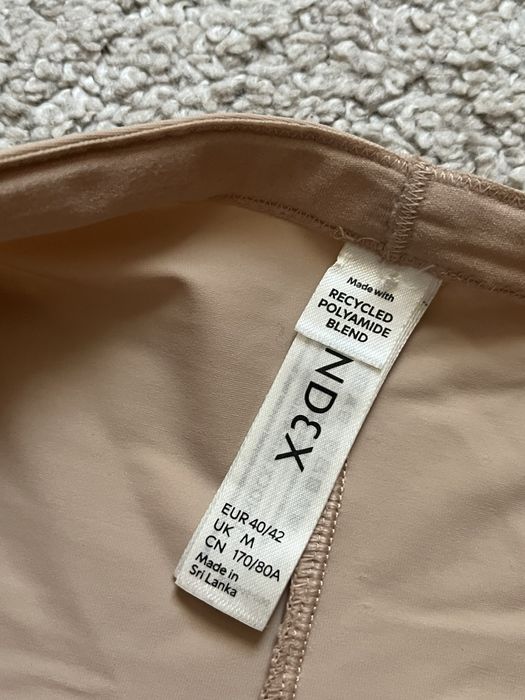 Made with
RECYCLED
POLYAMIDE
BLEND
NDEX
EUR 40/42
UK M
CN 170/80A
Made in
Sri Lanka